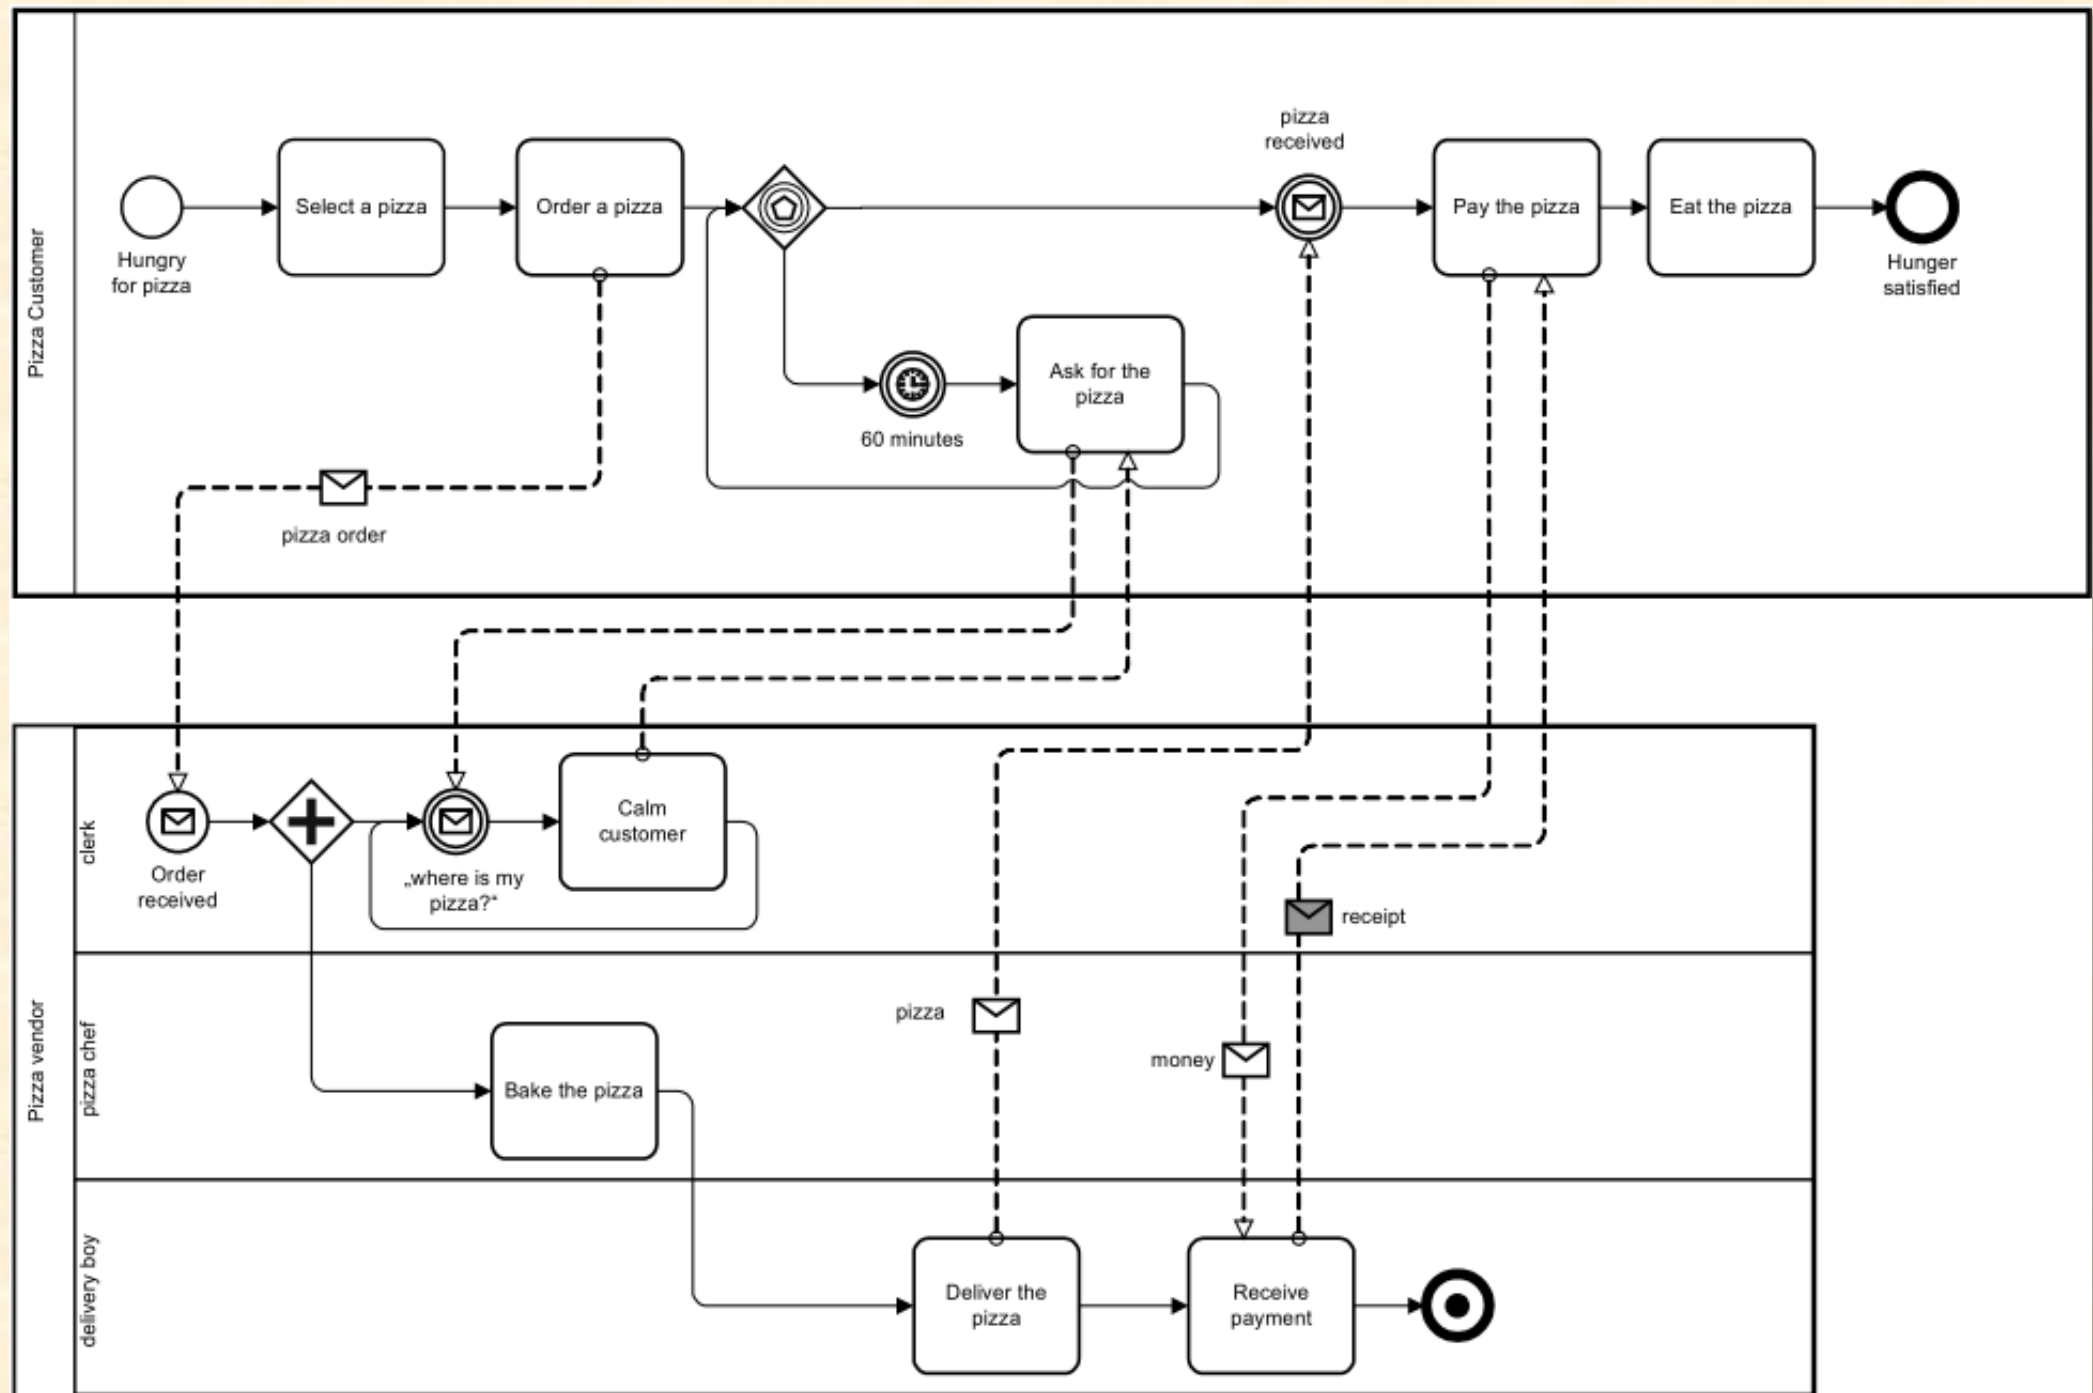 Pizza Customer
pizza
received
Select a pizza
Order a pizza
Pay the pizza
Eat the pizza
Hungry
for pizza
Hunger
satisfied
Ask for the
pizza
60 minutes
pizza order
Pizza vendor
clerk
Calm
customer
Order
received
„where is my
pizza?“
receipt
pizza chef
pizza
money
Bake the pizza
delivery boy
Deliver the
pizza
Receive
payment